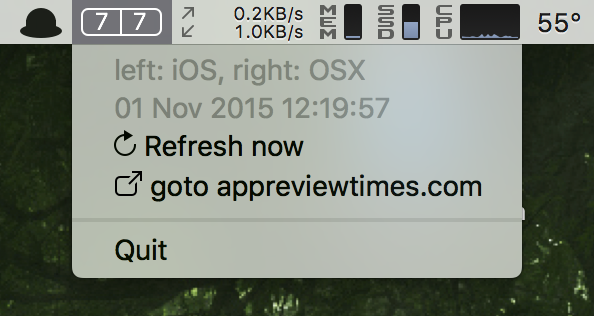 7 7
0.2KB/s
1.0KB/s
MEM
SSD
CPU
55°
left: iOS, right: OSX
01 Nov 2015 12:19:57
Refresh now
goto appreviewtimes.com
Quit